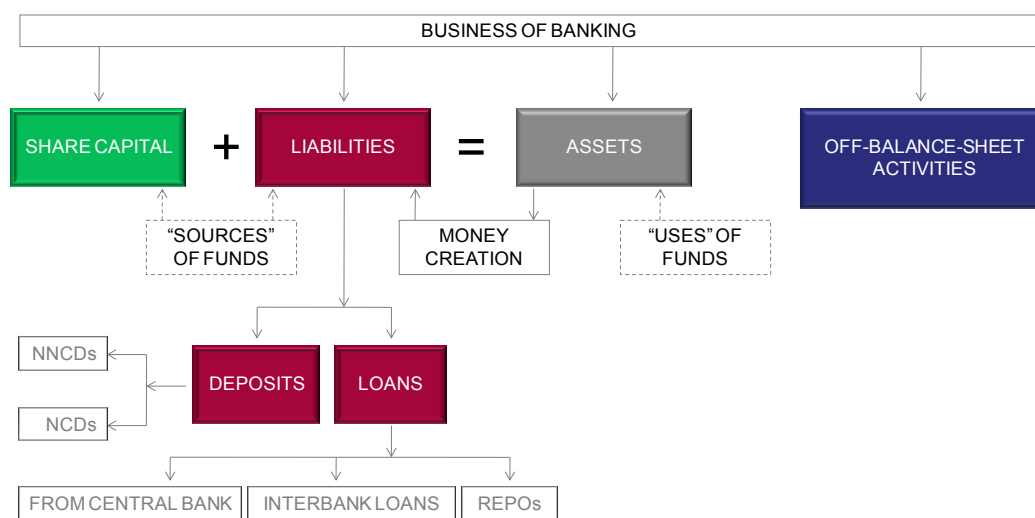 BUSINESS OF BANKING
SHARE CAPITAL
+
LIABILITIES
=
ASSETS
OFF-BALANCE-SHEET
ACTIVITIES
“SOURCES”
OF FUNDS
MONEY
CREATION
“USES” OF
FUNDS
NNCDs
NCDs
DEPOSITS
LOANS
FROM CENTRAL BANK
INTERBANK LOANS
REPOs